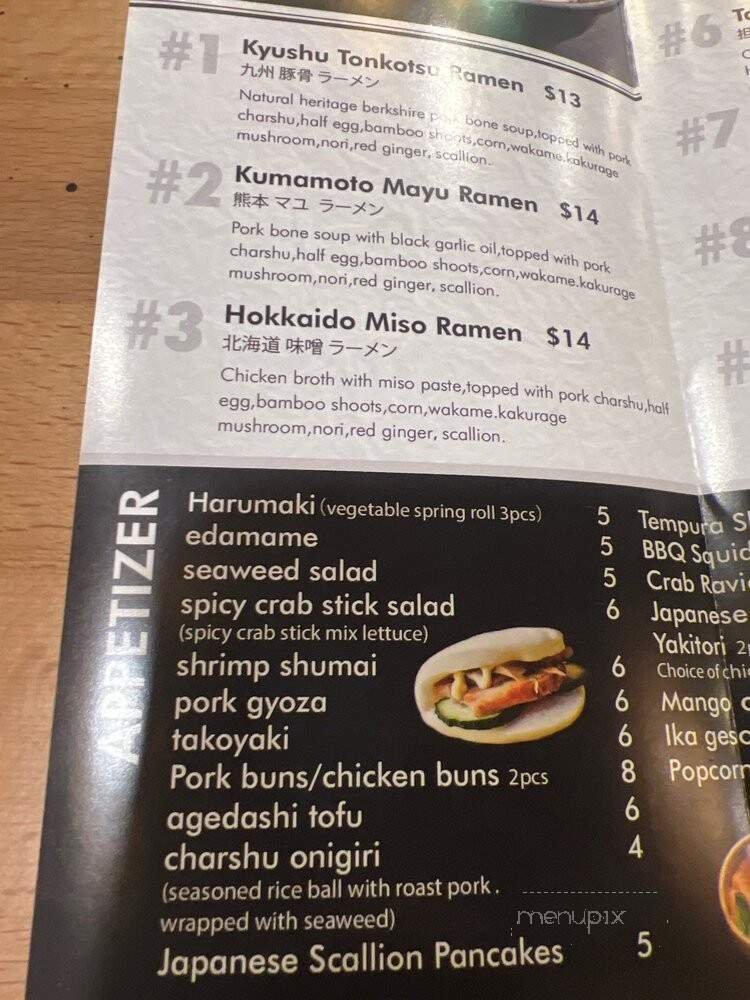 #1 Kyushu Tonkotsu Ramen $13
九州 豚骨 ラーメン
Natural heritage berkshire pork bone soup,topped with pork
charshu,half egg,bamboo shoots,corn,wakame.kakurage
mushroom,nori,red ginger, scallion.
#2 Kumamoto Mayu Ramen $14
熊本 マユ ラーメン
Pork bone soup with black garlic oil,topped with pork
charshu,half egg,bamboo shoots,corn,wakame.kakurage
mushroom,nori,red ginger, scallion.
#3 Hokkaido Miso Ramen $14
北海道 味噌 ラーメン
Chicken broth with miso paste,topped with pork charshu,half
egg,bamboo shoots,corn,wakame.kakurage
mushroom,nori,red ginger, scallion.
#6
#7
APPETIZER
Harumaki (vegetable spring roll 3pcs) 5
edamame 5
seaweed salad 5
spicy crab stick salad 6
(spicy crab stick mix lettuce)
shrimp shumai 6
pork gyoza 6
takoyaki 6
Pork buns/chicken buns 2pcs 8
agedashi tofu 6
charshu onigiri 4
(seasoned rice ball with roast pork .
wrapped with seaweed)
Japanese Scallion Pancakes 5
Tempura
BBQ Squid
Crab
Japanese
Yakitori
Choice of
Mango
Ika
Popcorn
menupix